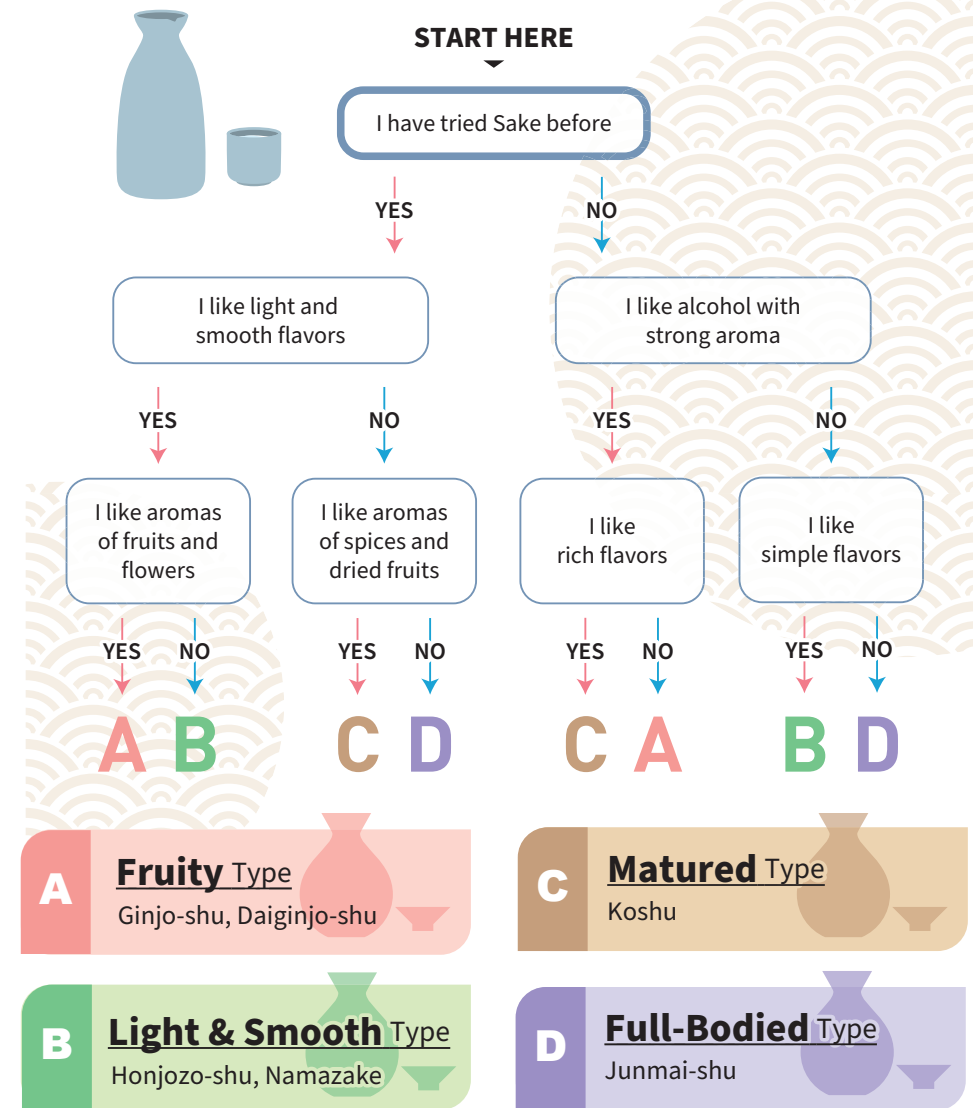 START HERE
I have tried Sake before
YES
NO
I like light and
smooth flavors
I like alcohol with
strong aroma
YES
NO
YES
NO
I like aromas
of fruits and
flowers
I like aromas
of spices and
dried fruits
I like
rich flavors
I like
simple flavors
YES
NO
YES
NO
YES
NO
YES
NO
A
B
C
D
C
A
B
D
A
Fruity Type
Ginjo-shu, Daiginjo-shu
C
Matured Type
Koshu
B
Light & Smooth Type
Honjozo-shu, Namazake
D
Full-Bodied Type
Junmai-shu